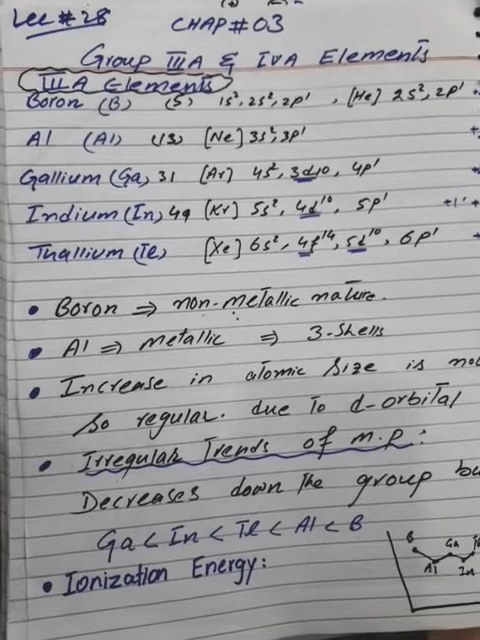 Lec #28
CHAP#03
Group IIIA & IVA Elements
IIIA Elements
Boron (B) (5) 1s², 2s², 2p¹, [He] 2s², 2p¹
Al (Al) (13) [Ne] 3s², 3p¹
Gallium (Ga) 31 [Ar] 4s², 3d10, 4p¹
Indium (In) 49 [Kr] 5s², 4d¹⁰, 5p¹ +1'
Thallium (Tl) [Xe] 6s², 4f¹⁴, 5d¹⁰, 6p¹
• Boron ⇒ non-metallic nature.
• Al ⇒ metallic ⇒ 3-shells
• Increase in atomic size is not
so regular. due to d-orbital
• Irregular Trends of m.p:
Decreases down the group bu
Ga < In < Tl < Al < B
• Ionization Energy:
B Al Ga In